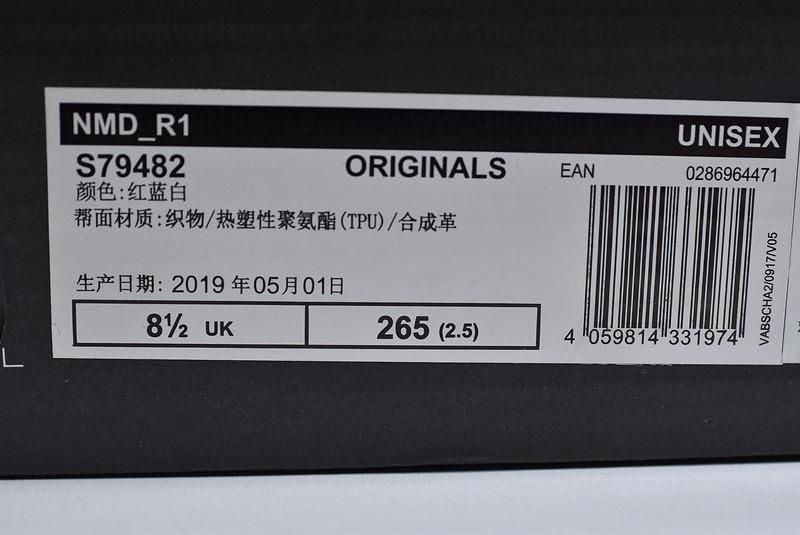 NMD_R1
UNISEX
S79482
ORIGINALS
EAN
0286964471
颜色:红蓝白
帮面材质:织物/热塑性聚氨酯(TPU)/合成革
生产日期: 2019 年05月01日
8½ UK
265 (2.5)
4 059814 331974
VABSCHA2/0917/V05